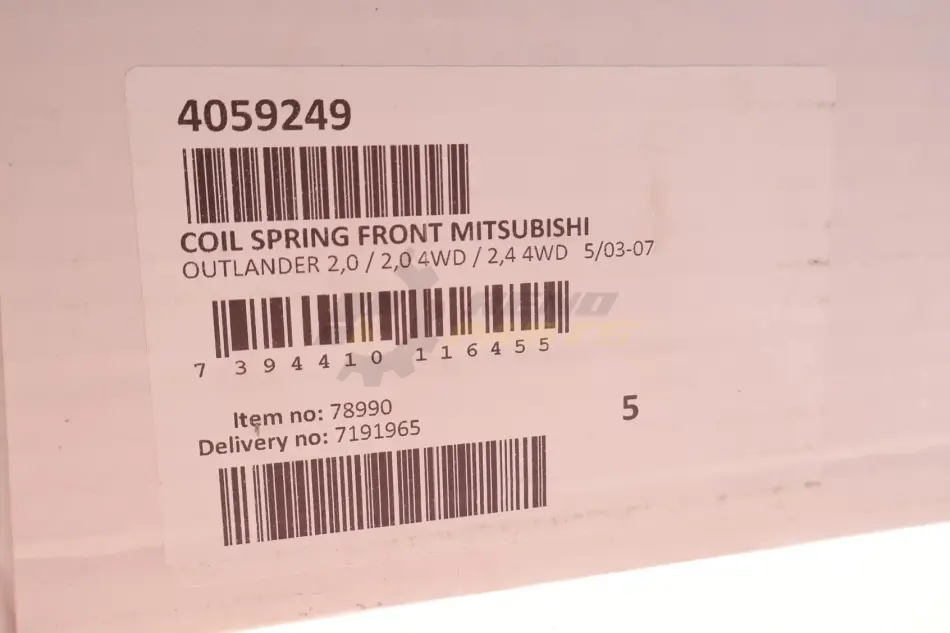 4059249
COIL SPRING FRONT MITSUBISHI
OUTLANDER 2,0 / 2,0 4WD / 2,4 4WD 5/03-07
7 394410 116455
Item no: 78990
5
Delivery no: 7191965